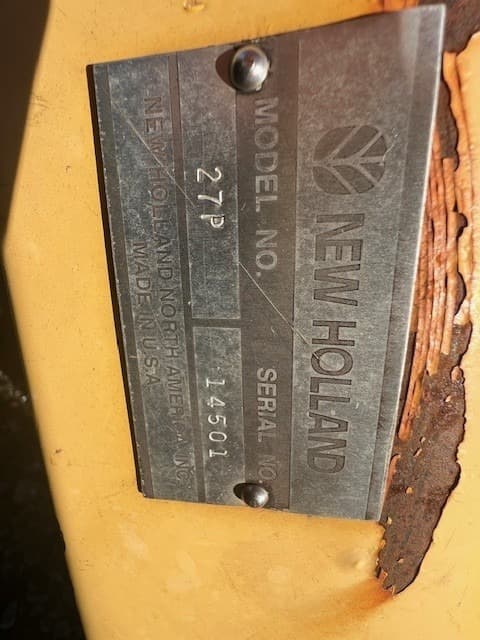 NEW HOLLAND
MODEL NO. SERIAL NO.
27P 14501
NEW HOLLAND NORTH AMERICA, INC.
MADE IN U.S.A